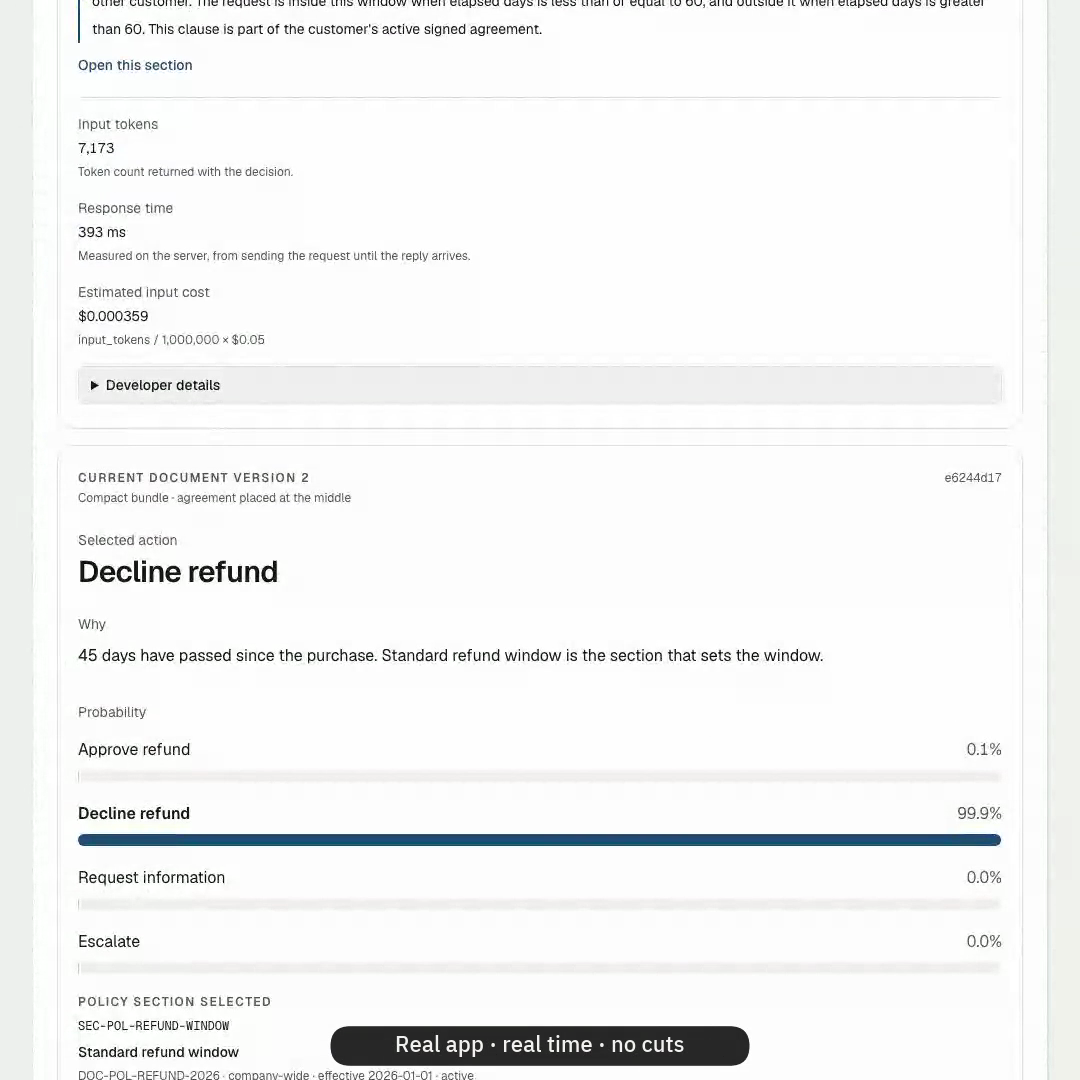 other customer. The request is inside this window when elapsed days is less than or equal to 60, and outside it when elapsed days is greater
than 60. This clause is part of the customer's active signed agreement.
Open this section
Input tokens
7,173
Token count returned with the decision.
Response time
393 ms
Measured on the server, from sending the request until the reply arrives.
Estimated input cost
$0.000359
input_tokens / 1,000,000 × $0.05
▶ Developer details
CURRENT DOCUMENT VERSION 2 e6244d17
Compact bundle · agreement placed at the middle
Selected action
Decline refund
Why
45 days have passed since the purchase. Standard refund window is the section that sets the window.
Probability
Approve refund 0.1%
Decline refund 99.9%
Request information 0.0%
Escalate 0.0%
POLICY SECTION SELECTED
SEC-POL-REFUND-WINDOW
Real app · real time · no cuts
Standard refund window
DOC-POL-REFUND-2026 · company-wide · effective 2026-01-01 · active